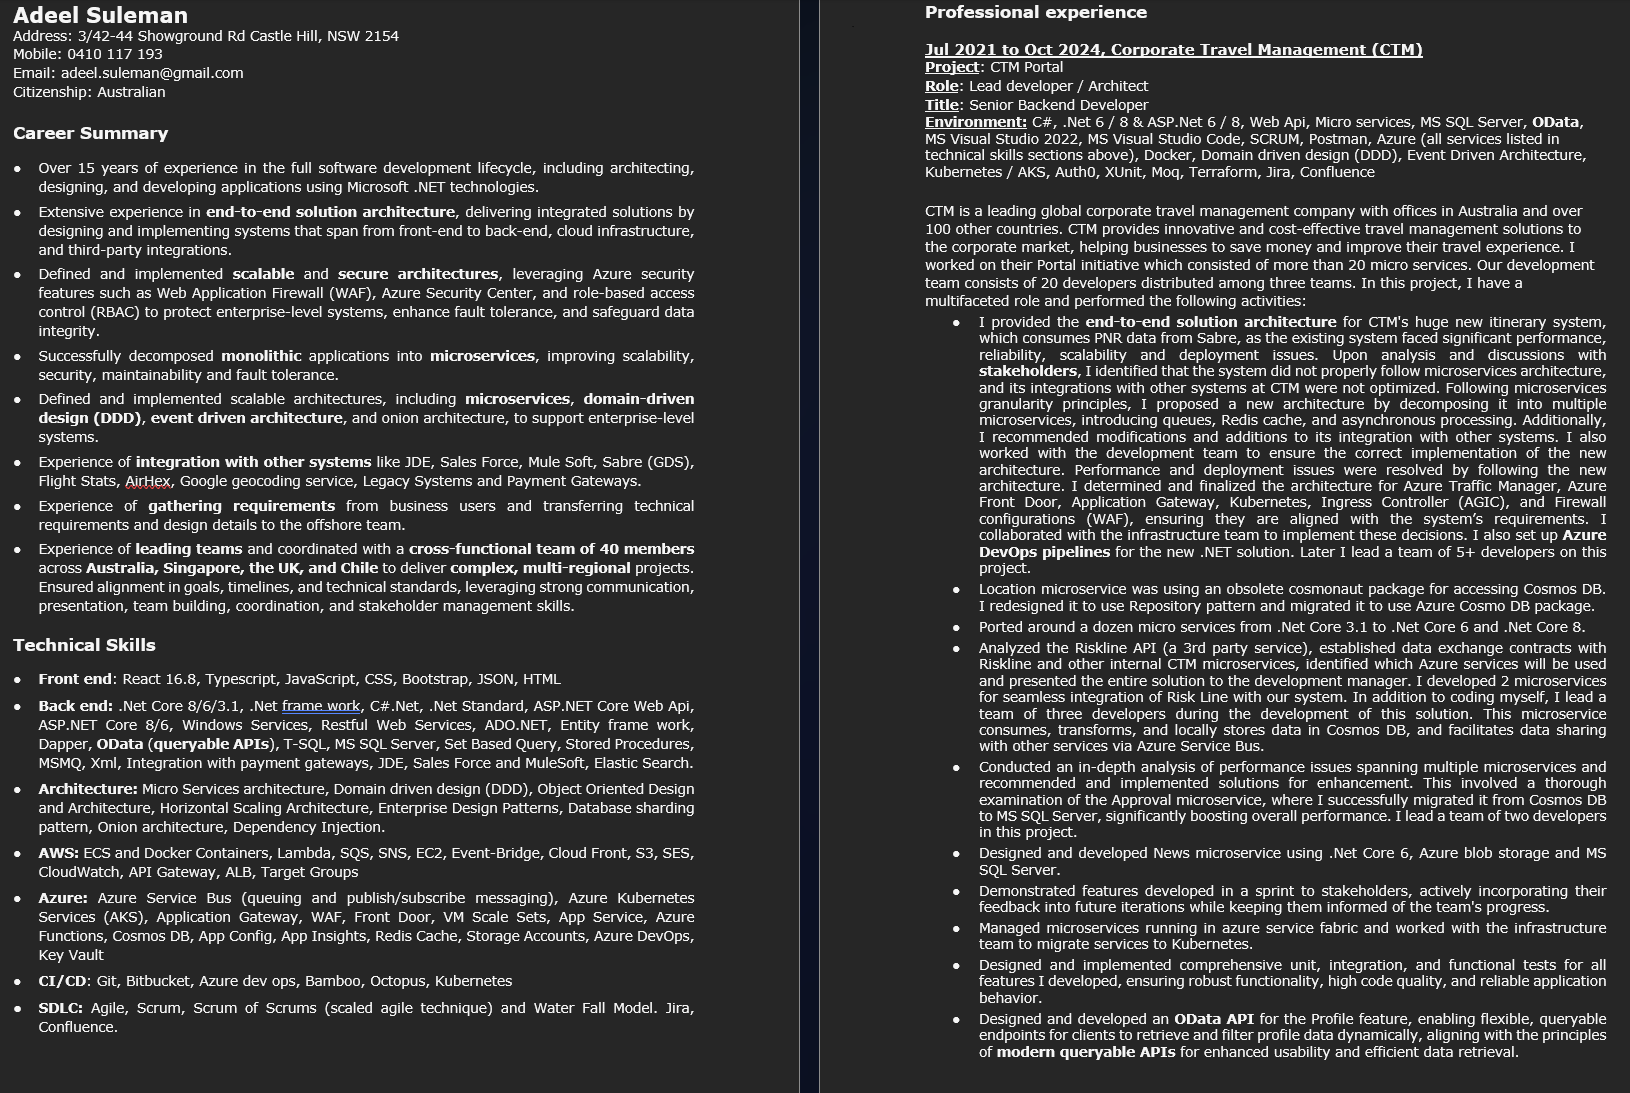 Adeel Suleman
Address: 3/42-44 Showground Rd Castle Hill, NSW 2154
Mobile: 0410 117 193
Email: adeel.suleman@gmail.com
Citizenship: Australian
Career Summary
• Over 15 years of experience in the full software development lifecycle, including architecting,
designing, and developing applications using Microsoft .NET technologies.
• Extensive experience in end-to-end solution architecture, delivering integrated solutions by
designing and implementing systems that span from front-end to back-end, cloud infrastructure,
and third-party integrations.
• Defined and implemented scalable and secure architectures, leveraging Azure security
features such as Web Application Firewall (WAF), Azure Security Center, and role-based access
control (RBAC) to protect enterprise-level systems, enhance fault tolerance, and safeguard data
integrity.
• Successfully decomposed monolithic applications into microservices, improving scalability,
security, maintainability and fault tolerance.
• Defined and implemented scalable architectures, including microservices, domain-driven
design (DDD), event driven architecture, and onion architecture, to support enterprise-level
systems.
• Experience of integration with other systems like JDE, Sales Force, Mule Soft, Sabre (GDS),
Flight Stats, AirHex, Google geocoding service, Legacy Systems and Payment Gateways.
• Experience of gathering requirements from business users and transferring technical
requirements and design details to the offshore team.
• Experience of leading teams and coordinated with a cross-functional team of 40 members
across Australia, Singapore, the UK, and Chile to deliver complex, multi-regional projects.
Ensured alignment in goals, timelines, and technical standards, leveraging strong communication,
presentation, team building, coordination, and stakeholder management skills.
Technical Skills
• Front end: React 16.8, Typescript, JavaScript, CSS, Bootstrap, JSON, HTML
• Back end: .Net Core 8/6/3.1, .Net frame work, C#.Net, .Net Standard, ASP.NET Core Web Api,
ASP.NET Core 8/6, Windows Services, Restful Web Services, ADO.NET, Entity frame work,
Dapper, OData (queryable APIs), T-SQL, MS SQL Server, Set Based Query, Stored Procedures,
MSMQ, Xml, Integration with payment gateways, JDE, Sales Force and MuleSoft, Elastic Search.
• Architecture: Micro Services architecture, Domain driven design (DDD), Object Oriented Design
and Architecture, Horizontal Scaling Architecture, Enterprise Design Patterns, Database sharding
pattern, Onion architecture, Dependency Injection.
• AWS: ECS and Docker Containers, Lambda, SQS, SNS, EC2, Event-Bridge, Cloud Front, S3, SES,
CloudWatch, API Gateway, ALB, Target Groups
• Azure: Azure Service Bus (queuing and publish/subscribe messaging), Azure Kubernetes
Services (AKS), Application Gateway, WAF, Front Door, VM Scale Sets, App Service, Azure
Functions, Cosmos DB, App Config, App Insights, Redis Cache, Storage Accounts, Azure DevOps,
Key Vault
• CI/CD: Git, Bitbucket, Azure dev ops, Bamboo, Octopus, Kubernetes
• SDLC: Agile, Scrum, Scrum of Scrums (scaled agile technique) and Water Fall Model. Jira,
Confluence.
Professional experience
Jul 2021 to Oct 2024, Corporate Travel Management (CTM)
Project: CTM Portal
Role: Lead developer / Architect
Title: Senior Backend Developer
Environment: C#, .Net 6 / 8 & ASP.Net 6 / 8, Web Api, Micro services, MS SQL Server, OData,
MS Visual Studio 2022, MS Visual Studio Code, SCRUM, Postman, Azure (all services listed in
technical skills sections above), Docker, Domain driven design (DDD), Event Driven Architecture,
Kubernetes / AKS, Auth0, XUnit, Moq, Terraform, Jira, Confluence
CTM is a leading global corporate travel management company with offices in Australia and over
100 other countries. CTM provides innovative and cost-effective travel management solutions to
the corporate market, helping businesses to save money and improve their travel experience. I
worked on their Portal initiative which consisted of more than 20 micro services. Our development
team consists of 20 developers distributed among three teams. In this project, I have a
multifaceted role and performed the following activities:
• I provided the end-to-end solution architecture for CTM's huge new itinerary system,
which consumes PNR data from Sabre, as the existing system faced significant performance,
reliability, scalability and deployment issues. Upon analysis and discussions with
stakeholders, I identified that the system did not properly follow microservices architecture,
and its integrations with other systems at CTM were not optimized. Following microservices
granularity principles, I proposed a new architecture by decomposing it into multiple
microservices, introducing queues, Redis cache, and asynchronous processing. Additionally,
I recommended modifications and additions to its integration with other systems. I also
worked with the development team to ensure the correct implementation of the new
architecture. Performance and deployment issues were resolved by following the new
architecture. I determined and finalized the architecture for Azure Traffic Manager, Azure
Front Door, Application Gateway, Kubernetes, Ingress Controller (AGIC), and Firewall
configurations (WAF), ensuring they are aligned with the system’s requirements. I
collaborated with the infrastructure team to implement these decisions. I also set up Azure
DevOps pipelines for the new .NET solution. Later I lead a team of 5+ developers on this
project.
• Location microservice was using an obsolete cosmonaut package for accessing Cosmos DB.
I redesigned it to use Repository pattern and migrated it to use Azure Cosmo DB package.
• Ported around a dozen micro services from .Net Core 3.1 to .Net Core 6 and .Net Core 8.
• Analyzed the Riskline API (a 3rd party service), established data exchange contracts with
Riskline and other internal CTM microservices, identified which Azure services will be used
and presented the entire solution to the development manager. I developed 2 microservices
for seamless integration of Risk Line with our system. In addition to coding myself, I lead a
team of three developers during the development of this solution. This microservice
consumes, transforms, and locally stores data in Cosmos DB, and facilitates data sharing
with other services via Azure Service Bus.
• Conducted an in-depth analysis of performance issues spanning multiple microservices and
recommended and implemented solutions for enhancement. This involved a thorough
examination of the Approval microservice, where I successfully migrated it from Cosmos DB
to MS SQL Server, significantly boosting overall performance. I lead a team of two developers
in this project.
• Designed and developed News microservice using .Net Core 6, Azure blob storage and MS
SQL Server.
• Demonstrated features developed in a sprint to stakeholders, actively incorporating their
feedback into future iterations while keeping them informed of the team's progress.
• Managed microservices running in azure service fabric and worked with the infrastructure
team to migrate services to Kubernetes.
• Designed and implemented comprehensive unit, integration, and functional tests for all
features I developed, ensuring robust functionality, high code quality, and reliable application
behavior.
• Designed and developed an OData API for the Profile feature, enabling flexible, queryable
endpoints for clients to retrieve and filter profile data dynamically, aligning with the principles
of modern queryable APIs for enhanced usability and efficient data retrieval.